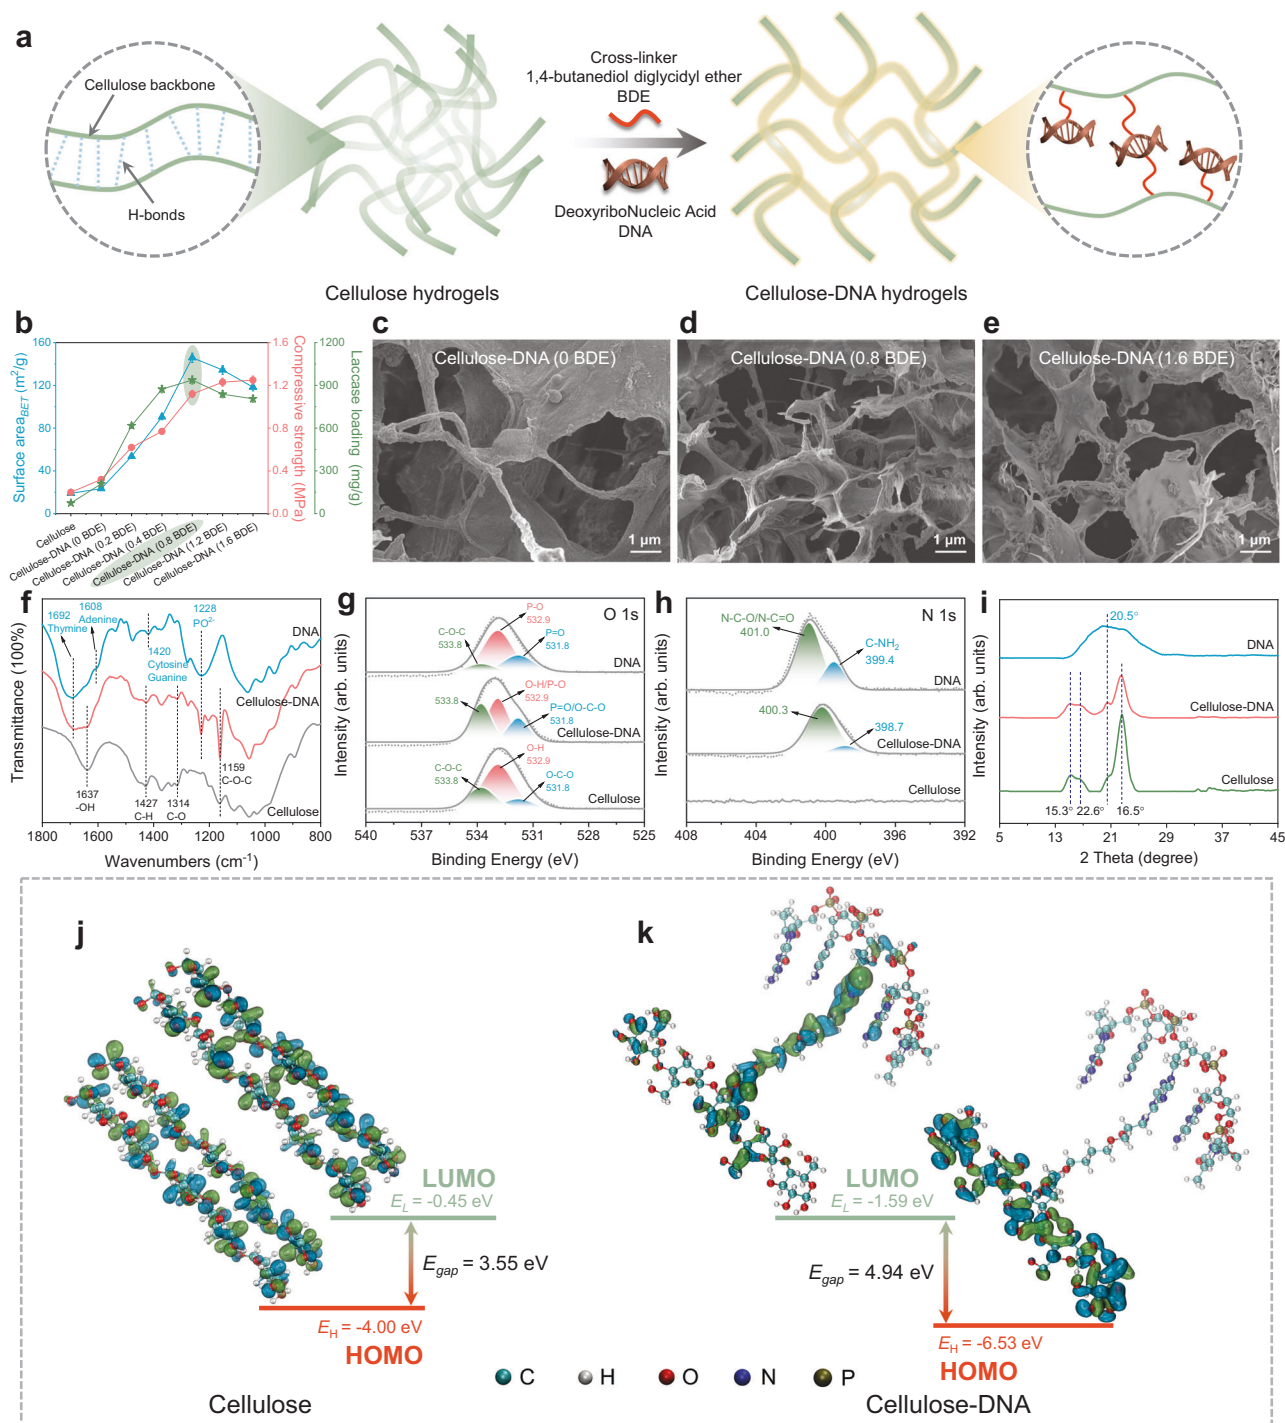 a
Cellulose backbone
H-bonds
Cross-linker
1,4-butanediol diglycidyl ether
BDE
DeoxyriboNucleic Acid
DNA
Cellulose hydrogels
Cellulose-DNA hydrogels
b
Surface area BET (m²/g)
160
120
80
40
0
Compressive strength (MPa)
1.6
1.2
0.8
0.4
0.0
Laccase loading (mg/g)
1200
900
600
300
0
Cellulose
Cellulose-DNA (0 BDE)
Cellulose-DNA (0.2 BDE)
Cellulose-DNA (0.4 BDE)
Cellulose-DNA (0.8 BDE)
Cellulose-DNA (1.2 BDE)
Cellulose-DNA (1.6 BDE)
c
Cellulose-DNA (0 BDE)
1 μm
d
Cellulose-DNA (0.8 BDE)
1 μm
e
Cellulose-DNA (1.6 BDE)
1 μm
f
Transmittance (100%)
1692
Thymine
1608
Adenine
1228
PO²⁻
DNA
1420
Cytosine
Guanine
Cellulose-DNA
1159
C-O-C
1637
-OH
1427
C-H
1314
C-O
Cellulose
1800 1600 1400 1200 1000 800
Wavenumbers (cm⁻¹)
g
O 1s
Intensity (arb. units)
P-O
532.9
C-O-C
533.8
P=O
531.8
DNA
O-H/P-O
532.9
533.8
P=O/O-C-O
531.8
Cellulose-DNA
O-H
532.9
C-O-C
533.8
O-C-O
531.8
Cellulose
540 537 534 531 528 525
Binding Energy (eV)
h
N 1s
Intensity (arb. units)
N-C-O/N-C=O
401.0
C-NH₂
399.4
DNA
400.3
398.7
Cellulose-DNA
Cellulose
408 404 400 396 392
Binding Energy (eV)
i
Intensity (arb. units)
20.5°
DNA
Cellulose-DNA
Cellulose
15.3° 22.6° 16.5°
5 13 21 29 37 45
2 Theta (degree)
j
LUMO
E_L = -0.45 eV
E_gap = 3.55 eV
E_H = -4.00 eV
HOMO
Cellulose
k
LUMO
E_L = -1.59 eV
E_gap = 4.94 eV
E_H = -6.53 eV
HOMO
Cellulose-DNA
C H O N P